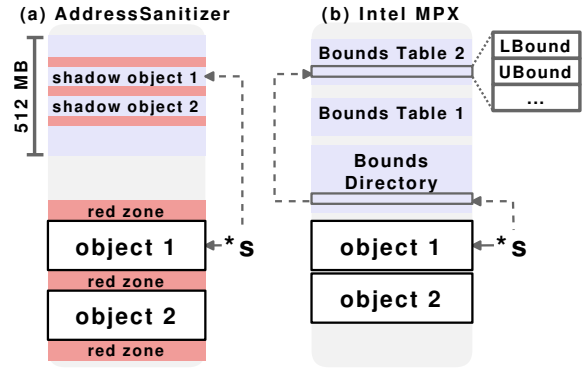 (a) AddressSanitizer
512 MB
shadow object 1
shadow object 2
red zone
object 1
*s
red zone
object 2
red zone
(b) Intel MPX
Bounds Table 2
LBound
UBound
...
Bounds Table 1
Bounds
Directory
object 1
*s
object 2